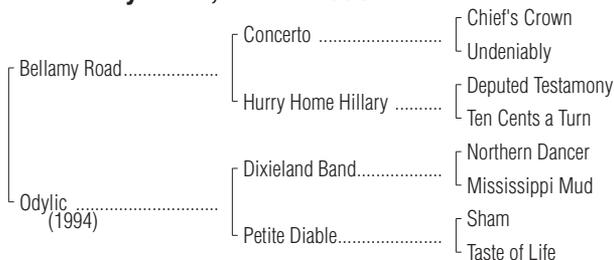 Chief's Crown
Concerto ........................
Undeniably
Bellamy Road....................
Deputed Testamony
Hurry Home Hillary ..........
Ten Cents a Turn
Northern Dancer
Dixieland Band.................
Mississippi Mud
Odylic ..............................
(1994)
Sham
Petite Diable.....................
Taste of Life